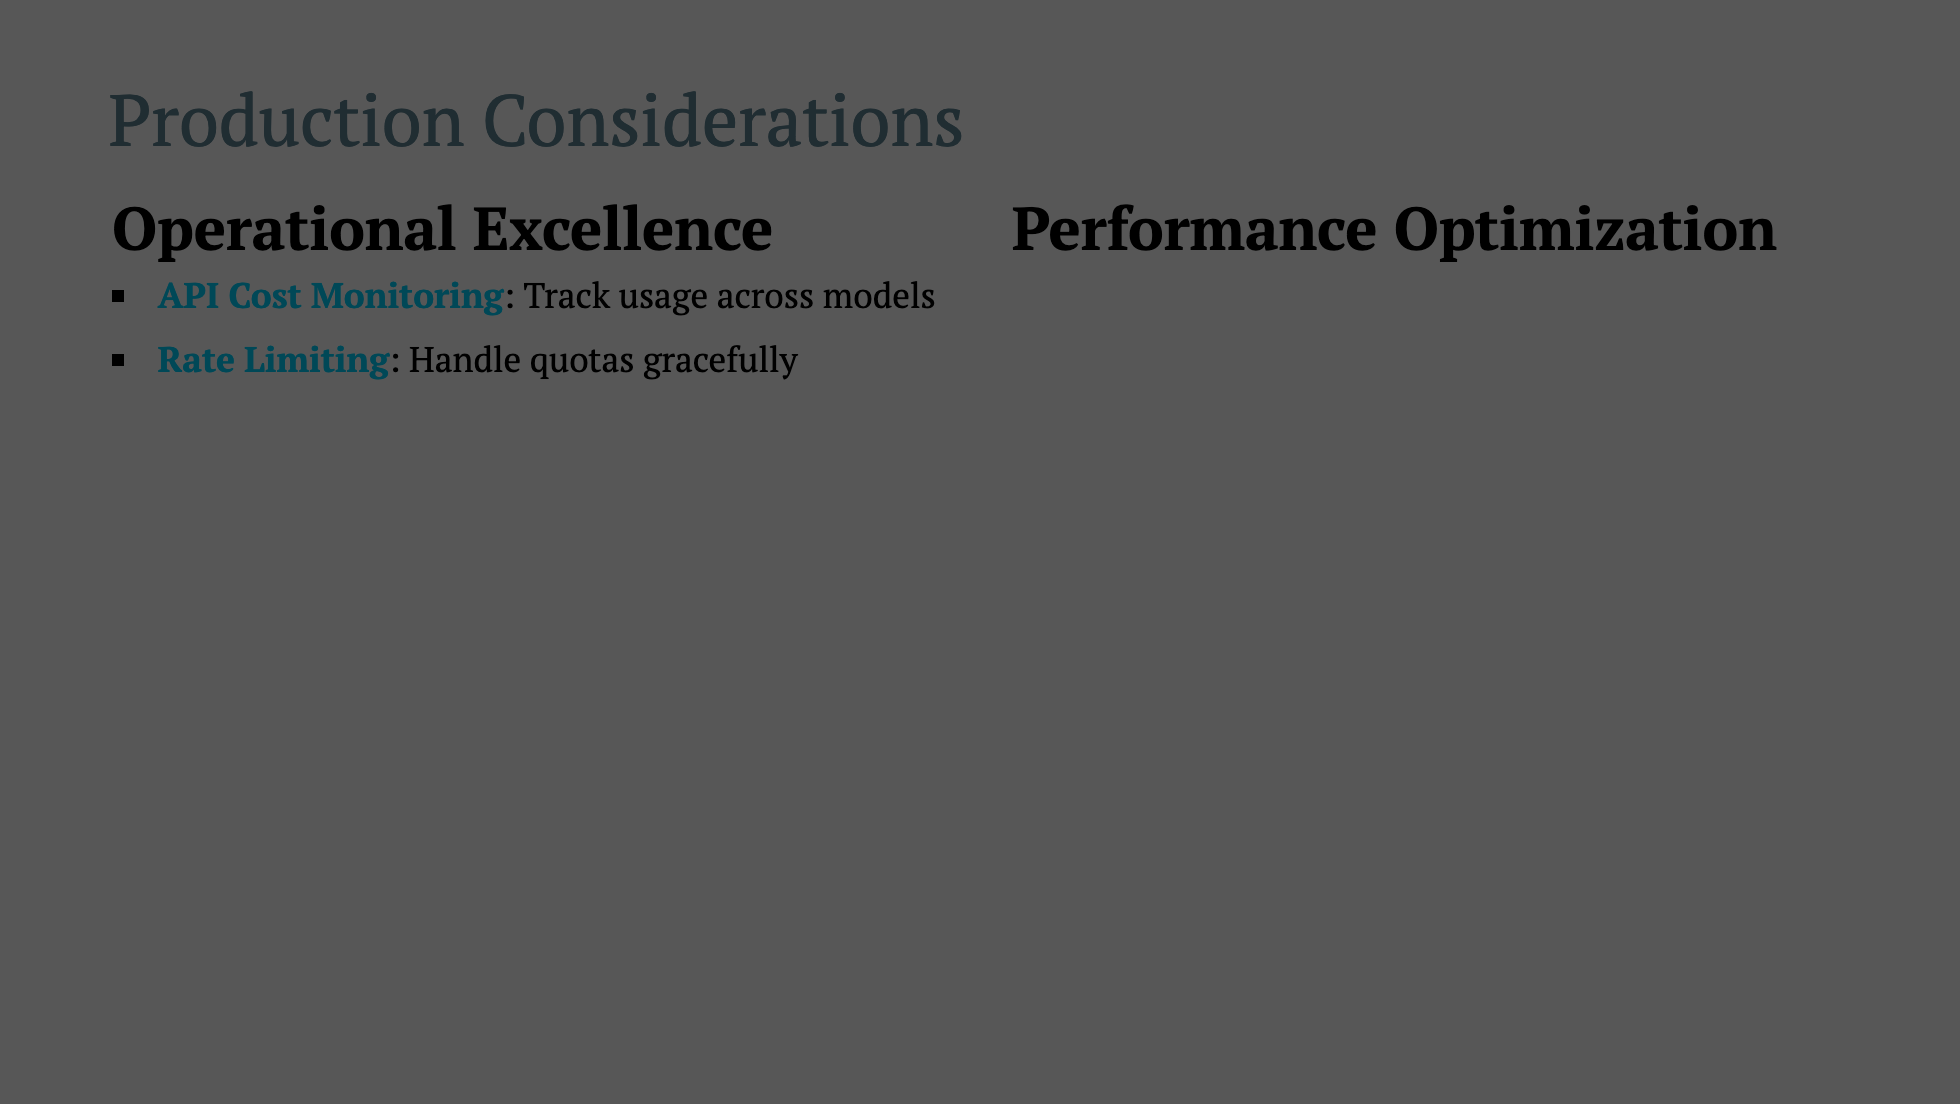 Production Considerations
Operational Excellence
API Cost Monitoring: Track usage across models
Rate Limiting: Handle quotas gracefully
Performance Optimization